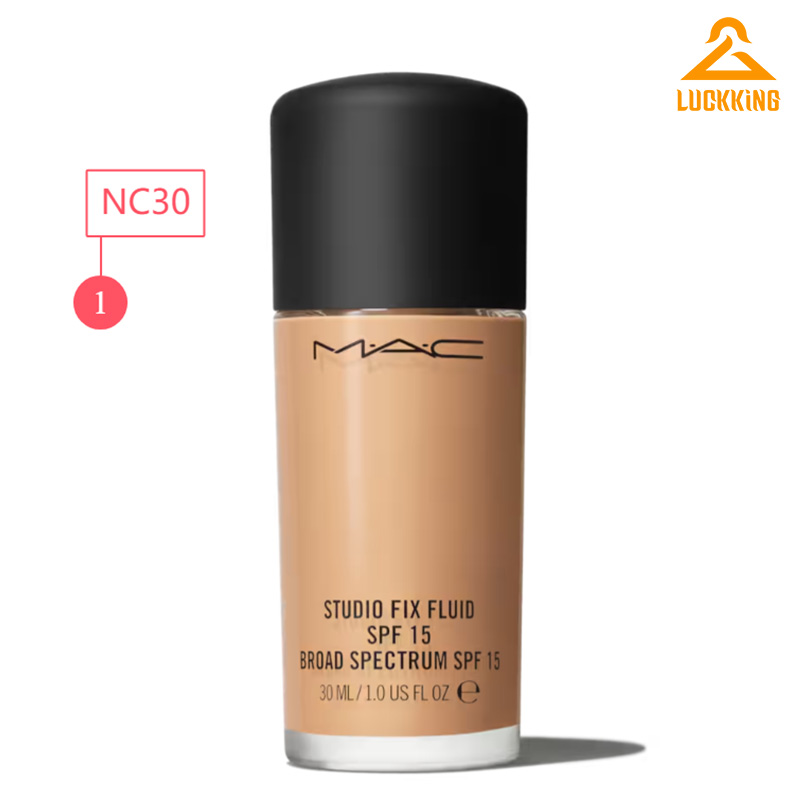 LUCKKiNG
NC30
1
M·A·C
STUDIO FIX FLUID
SPF 15
BROAD SPECTRUM SPF 15
30 ML / 1.0 US FL OZ ℮